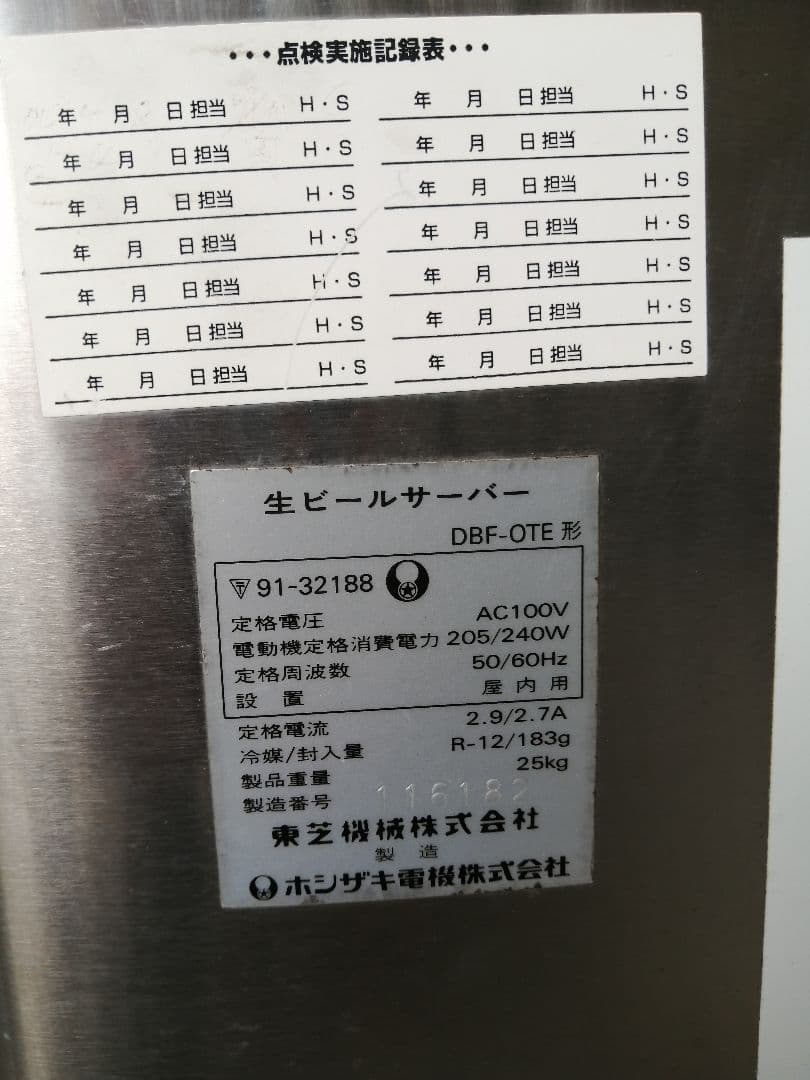 ・・・点検実施記録表・・・
年 月 日 担当 H・S 年 月 日 担当 H・S
年 月 日 担当 H・S 年 月 日 担当 H・S
年 月 日 担当 H・S 年 月 日 担当 H・S
年 月 日 担当 H・S 年 月 日 担当 H・S
年 月 日 担当 H・S 年 月 日 担当 H・S
年 月 日 担当 H・S 年 月 日 担当 H・S
年 月 日 担当 H・S 年 月 日 担当 H・S
生ビールサーバー
DBF-OTE 形
91-32188
定格電圧 AC100V
電動機定格消費電力 205/240W
定格周波数 50/60Hz
設置 屋内用
定格電流 2.9/2.7A
冷媒/封入量 R-12/183g
製品重量 25kg
製造番号 116182
東芝機械株式会社
製造
ホシザキ電機株式会社